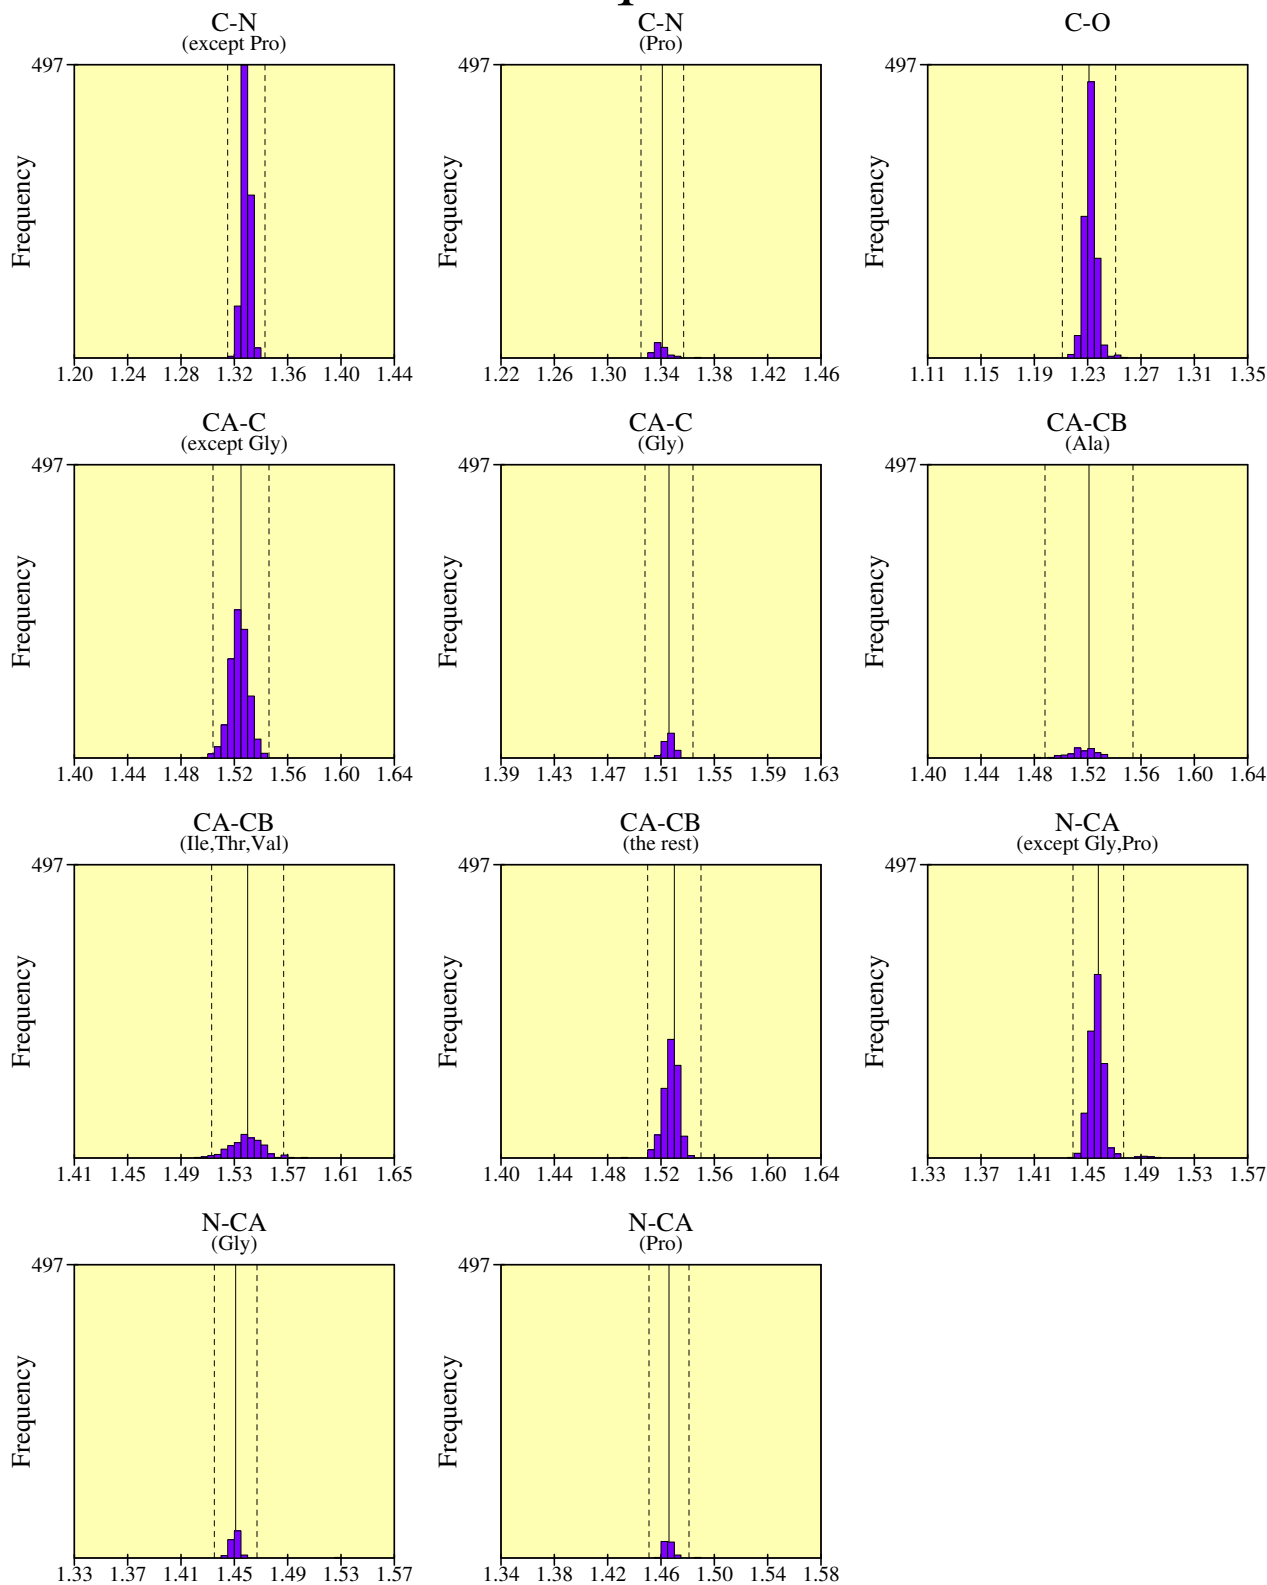 C-N C-N C-O
(except Pro) (Pro)
497 497 497
Frequency Frequency Frequency
1.20 1.24 1.28 1.32 1.36 1.40 1.44 1.22 1.26 1.30 1.34 1.38 1.42 1.46 1.11 1.15 1.19 1.23 1.27 1.31 1.35
CA-C CA-C CA-CB
(except Gly) (Gly) (Ala)
497 497 497
Frequency Frequency Frequency
1.40 1.44 1.48 1.52 1.56 1.60 1.64 1.39 1.43 1.47 1.51 1.55 1.59 1.63 1.40 1.44 1.48 1.52 1.56 1.60 1.64
CA-CB CA-CB N-CA
(Ile,Thr,Val) (the rest) (except Gly,Pro)
497 497 497
Frequency Frequency Frequency
1.41 1.45 1.49 1.53 1.57 1.61 1.65 1.40 1.44 1.48 1.52 1.56 1.60 1.64 1.33 1.37 1.41 1.45 1.49 1.53 1.57
N-CA N-CA
(Gly) (Pro)
497 497
Frequency Frequency
1.33 1.37 1.41 1.45 1.49 1.53 1.57 1.34 1.38 1.42 1.46 1.50 1.54 1.58